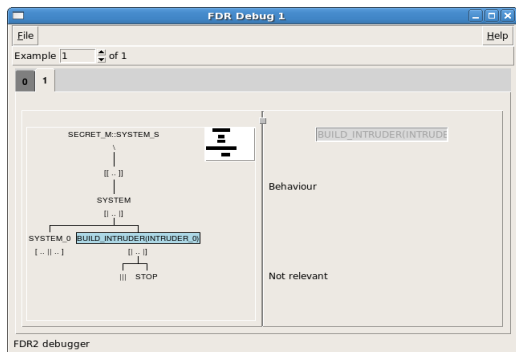 FDR Debug 1
File Help
Example 1 of 1
0 1
SECRET_M::SYSTEM_S
\
[[ .. ]]
SYSTEM
[| .. |]
SYSTEM_0 BUILD_INTRUDER(INTRUDER_0)
[ .. || .. ] [| .. |]
||| STOP
BUILD_INTRUDER(INTRUDE
Behaviour
Not relevant
FDR2 debugger